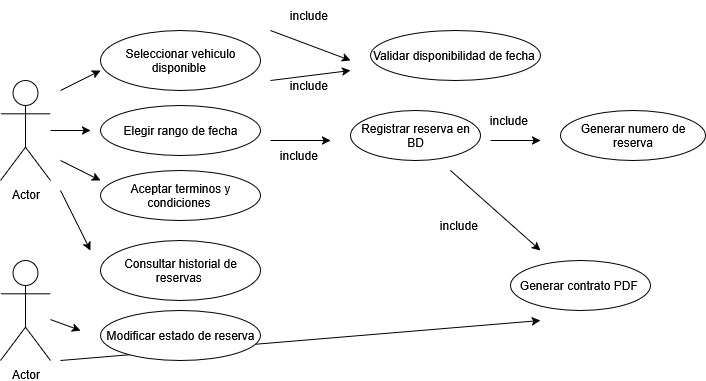 include
Seleccionar vehiculo
disponible
Validar disponibilidad de fecha
include
Elegir rango de fecha
include
Registrar reserva en
BD
include
Generar numero de
reserva
Actor
Aceptar terminos y
condiciones
include
Consultar historial de
reservas
Generar contrato PDF
Modificar estado de reserva
Actor